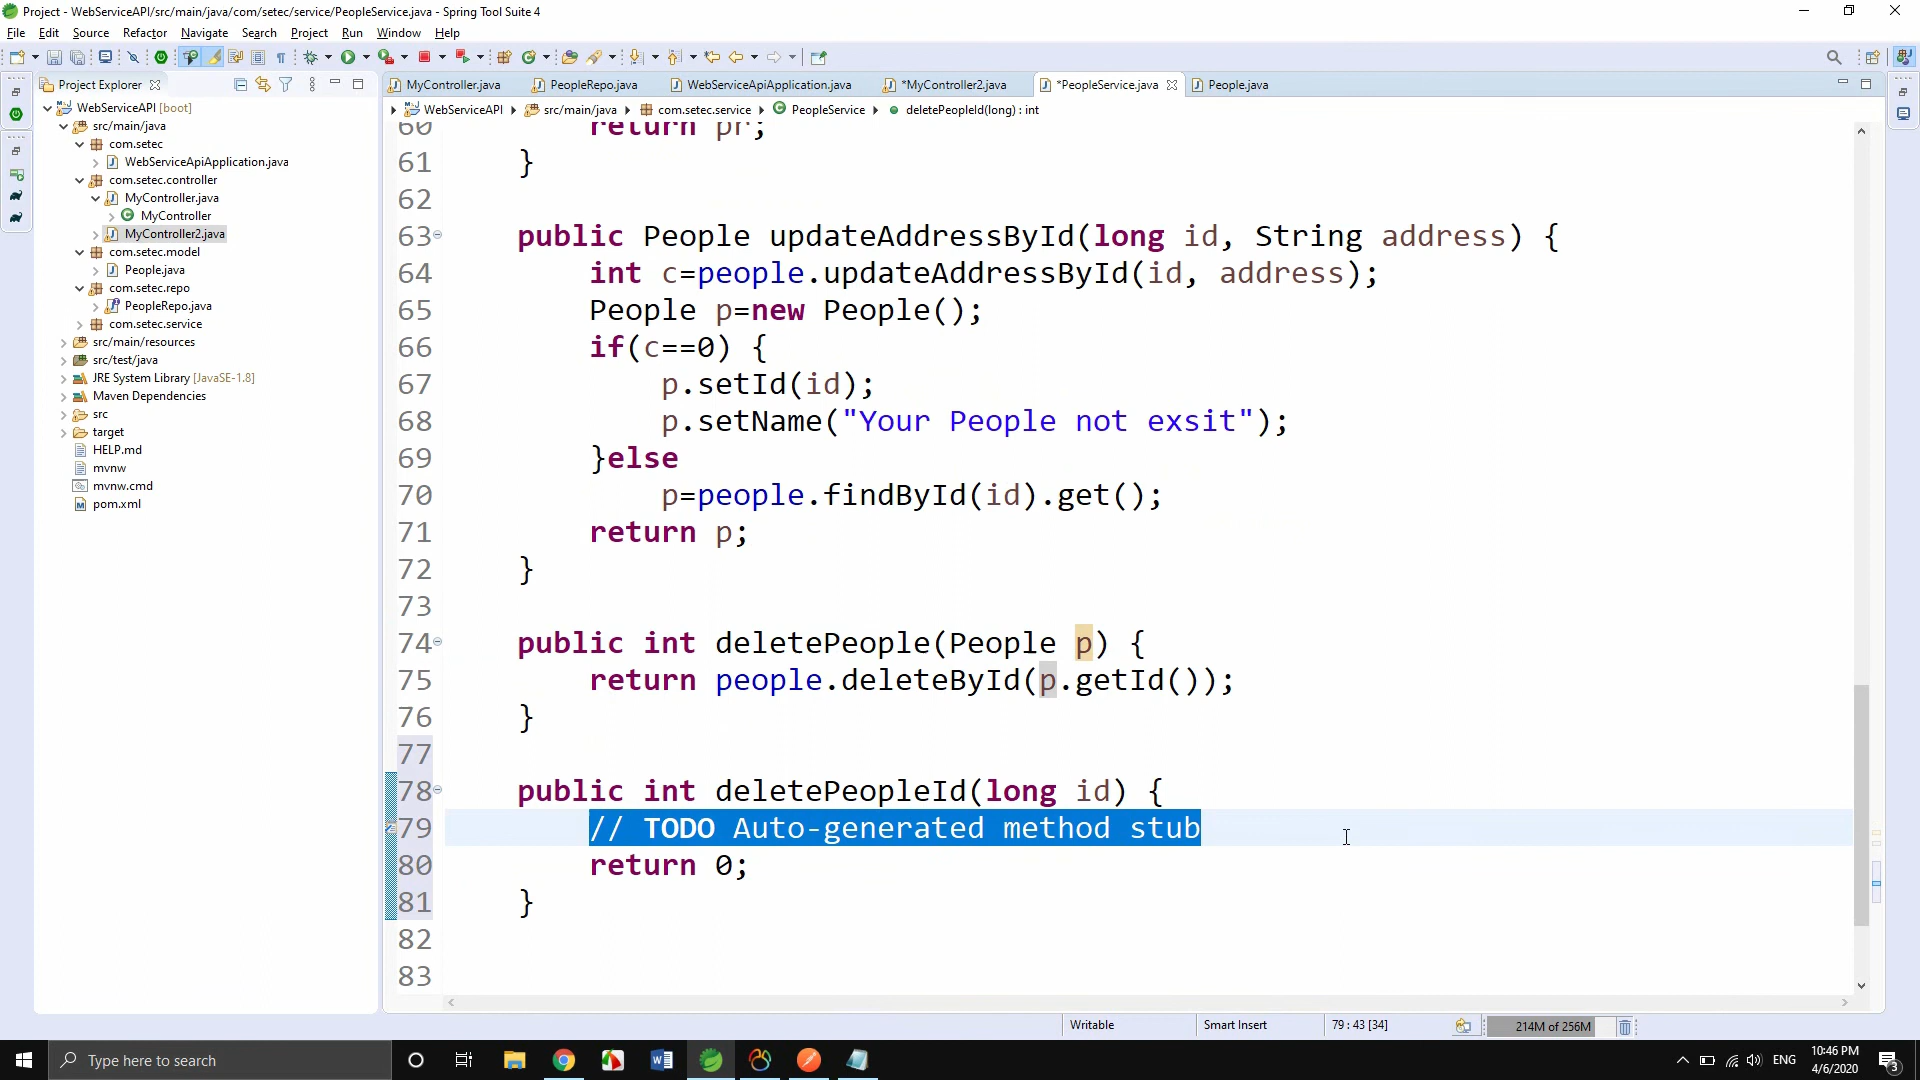 Project - WebServiceAPI/src/main/java/com/setec/service/PeopleService.java - Spring Tool Suite 4
File Edit Source Refactor Navigate Search Project Run Window Help
Project Explorer
MyController.java PeopleRepo.java WebServiceApiApplication.java *MyController2.java *PeopleService.java People.java
WebServiceAPI src/main/java com.setec.service PeopleService deletePeopleId(long) : int
WebServiceAPI [boot]
src/main/java
com.setec
WebServiceApiApplication.java
com.setec.controller
MyController.java
MyController
MyController2.java
com.setec.model
People.java
com.setec.repo
PeopleRepo.java
com.setec.service
src/main/resources
src/test/java
JRE System Library [JavaSE-1.8]
Maven Dependencies
src
target
HELP.md
mvnw
mvnw.cmd
pom.xml
60 return pr;
61 }
62
63 public People updateAddressById(long id, String address) {
64 int c=people.updateAddressById(id, address);
65 People p=new People();
66 if(c==0) {
67 p.setId(id);
68 p.setName("Your People not exsit");
69 }else
70 p=people.findById(id).get();
71 return p;
72 }
73
74 public int deletePeople(People p) {
75 return people.deleteById(p.getId());
76 }
77
78 public int deletePeopleId(long id) {
79 // TODO Auto-generated method stub
80 return 0;
81 }
82
83
Writable Smart Insert 79 : 43 [34] 214M of 256M
Type here to search
ENG
10:46 PM
4/6/2020
3